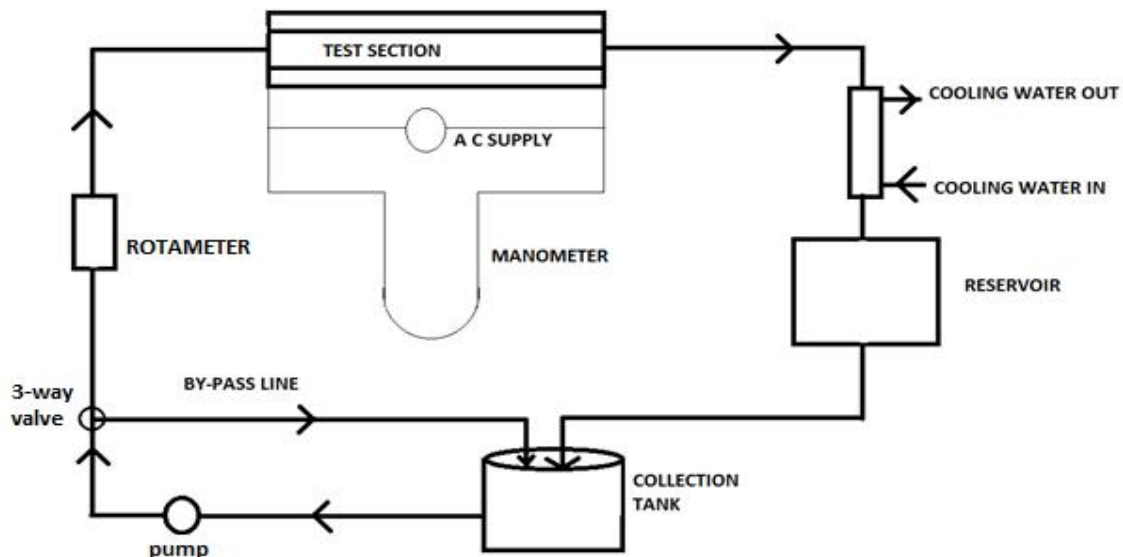 TEST SECTION
COOLING WATER OUT
A C SUPPLY
COOLING WATER IN
ROTAMETER
MANOMETER
RESERVOIR
3-way
valve
BY-PASS LINE
COLLECTION
TANK
pump